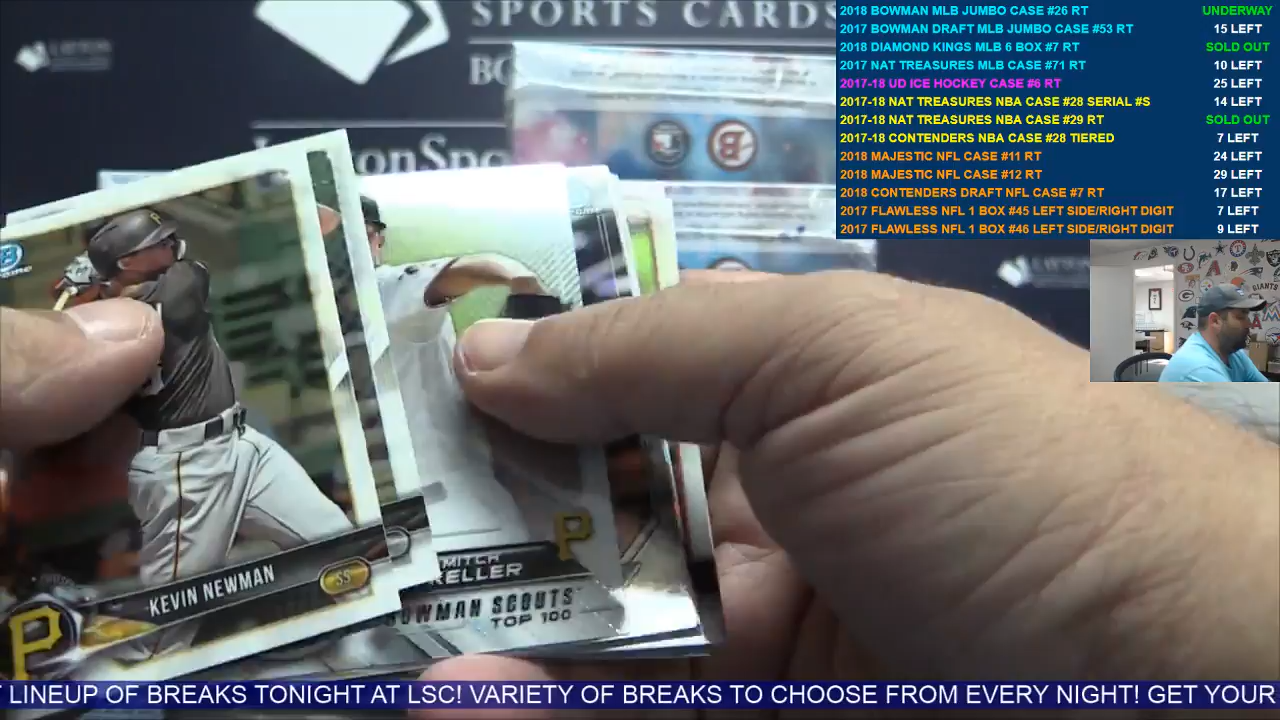 SPORTS CARDS
2018 BOWMAN MLB JUMBO CASE #26 RT UNDERWAY
2017 BOWMAN DRAFT MLB JUMBO CASE #53 RT 15 LEFT
2018 DIAMOND KINGS MLB 6 BOX #7 RT SOLD OUT
2017 NAT TREASURES MLB CASE #71 RT 10 LEFT
2017-18 UD ICE HOCKEY CASE #6 RT 25 LEFT
2017-18 NAT TREASURES NBA CASE #28 SERIAL #S 14 LEFT
2017-18 NAT TREASURES NBA CASE #29 RT SOLD OUT
2017-18 CONTENDERS NBA CASE #28 TIERED 7 LEFT
2018 MAJESTIC NFL CASE #11 RT 24 LEFT
2018 MAJESTIC NFL CASE #12 RT 29 LEFT
2018 CONTENDERS DRAFT NFL CASE #7 RT 17 LEFT
2017 FLAWLESS NFL 1 BOX #45 LEFT SIDE/RIGHT DIGIT 7 LEFT
2017 FLAWLESS NFL 1 BOX #46 LEFT SIDE/RIGHT DIGIT 9 LEFT
B
P
KEVIN NEWMAN SS
P
MITCH
KELLER
BOWMAN SCOUTS
TOP 100
P
LINEUP OF BREAKS TONIGHT AT LSC! VARIETY OF BREAKS TO CHOOSE FROM EVERY NIGHT! GET YOUR